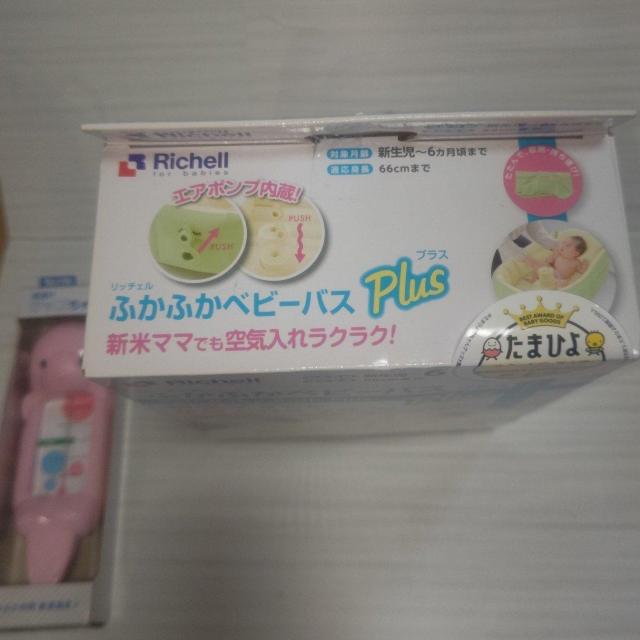 Richell
for babies
対象月齢 新生児~6カ月頃まで
適応身長 66cmまで
エアポンプ内蔵!
PUSH
PUSH
リッチェル
ふかふかベビーバス Plus
プラス
新米ママでも空気入れラクラク!
BEST AWARD OF
BABY GOODS
たまひよ
Richell